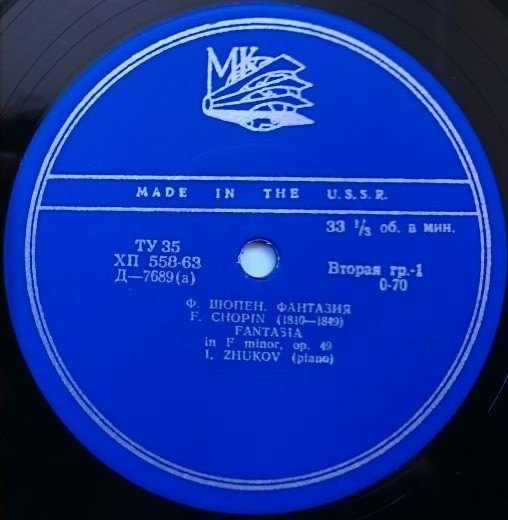 МК
MADE IN THE U.S.S.R.
33 ⅓ об. в мин.
ТУ 35
ХП 558-63
Д—7689(а)
Вторая гр.-1
0-70
Ф. ШОПЕН. ФАНТАЗИЯ
F. CHOPIN (1810—1849)
FANTASIA
in F minor, op. 49
I. ZHUKOV (piano)